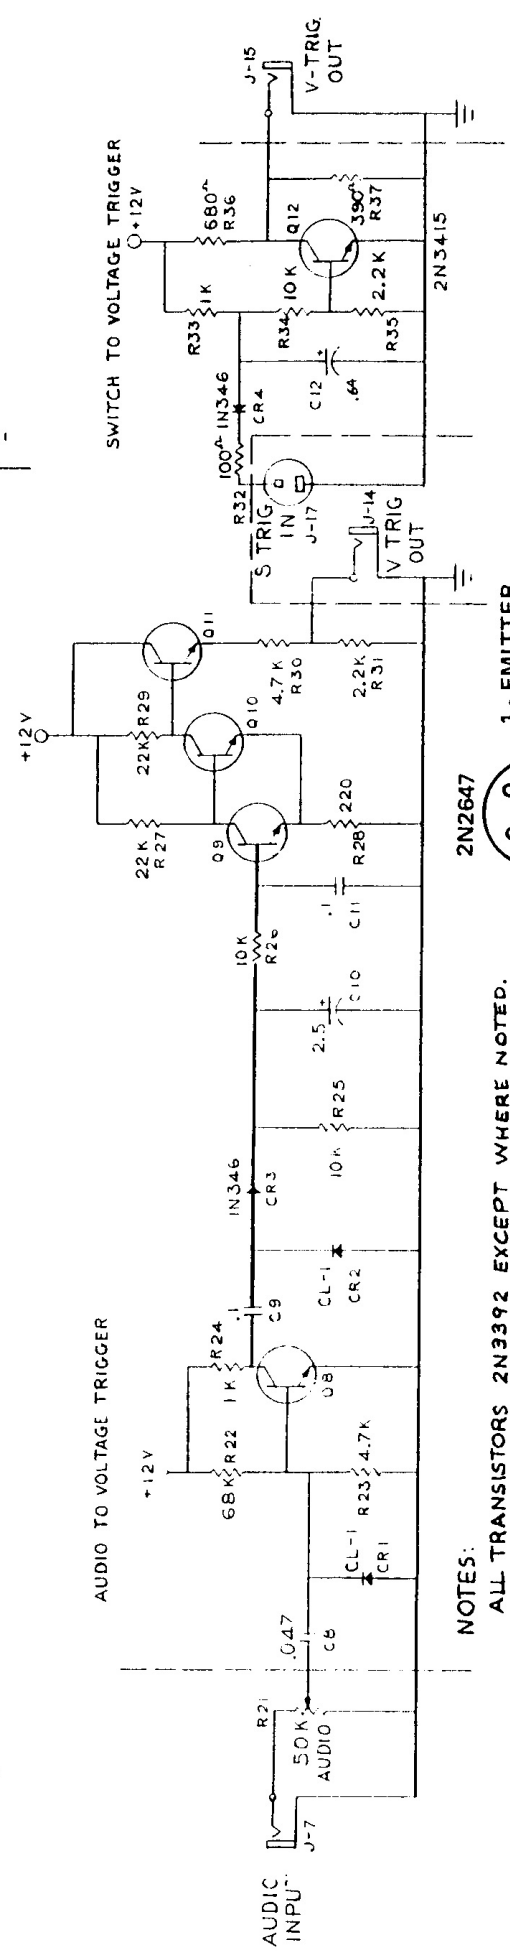 AUDIO TO VOLTAGE TRIGGER
+12V
AUDIO
INPUT
J-7
R21
50K
AUDIO
.047
C8
CL-1
CR1
68K R22
R23 4.7K
R24
1K
Q8
.1
C9
CL-1
CR2
1N346
CR3
10K R25
2.5 +
C10
10K
R26
.1
C11
22K
R27
Q9
220
R28
+12V
22K R29
Q10
Q11
4.7K
R30
2.2K
R31
J-14
V TRIG
OUT
SWITCH TO VOLTAGE TRIGGER
+12V
S TRIG
IN
J-17
R32
100Ω
1N346
CR4
C12
+
.64
R33
1K
R34
10K
R35
2.2K
680Ω
R36
Q12
390Ω
R37
2N3415
J-15
V-TRIG
OUT
NOTES:
ALL TRANSISTORS 2N3392 EXCEPT WHERE NOTED.
2N2647
1-EMITTER